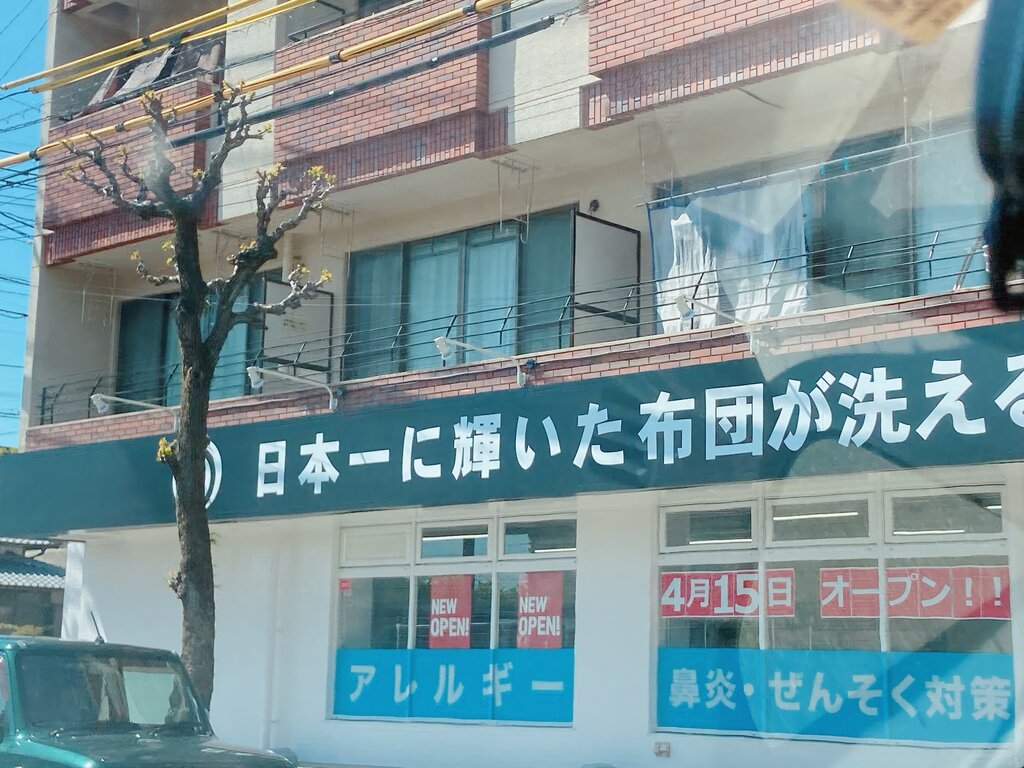 日本一に輝いた布団が洗える
4月15日 オープン！！
NEW OPEN!
NEW OPEN!
アレルギー
鼻炎・ぜんそく対策